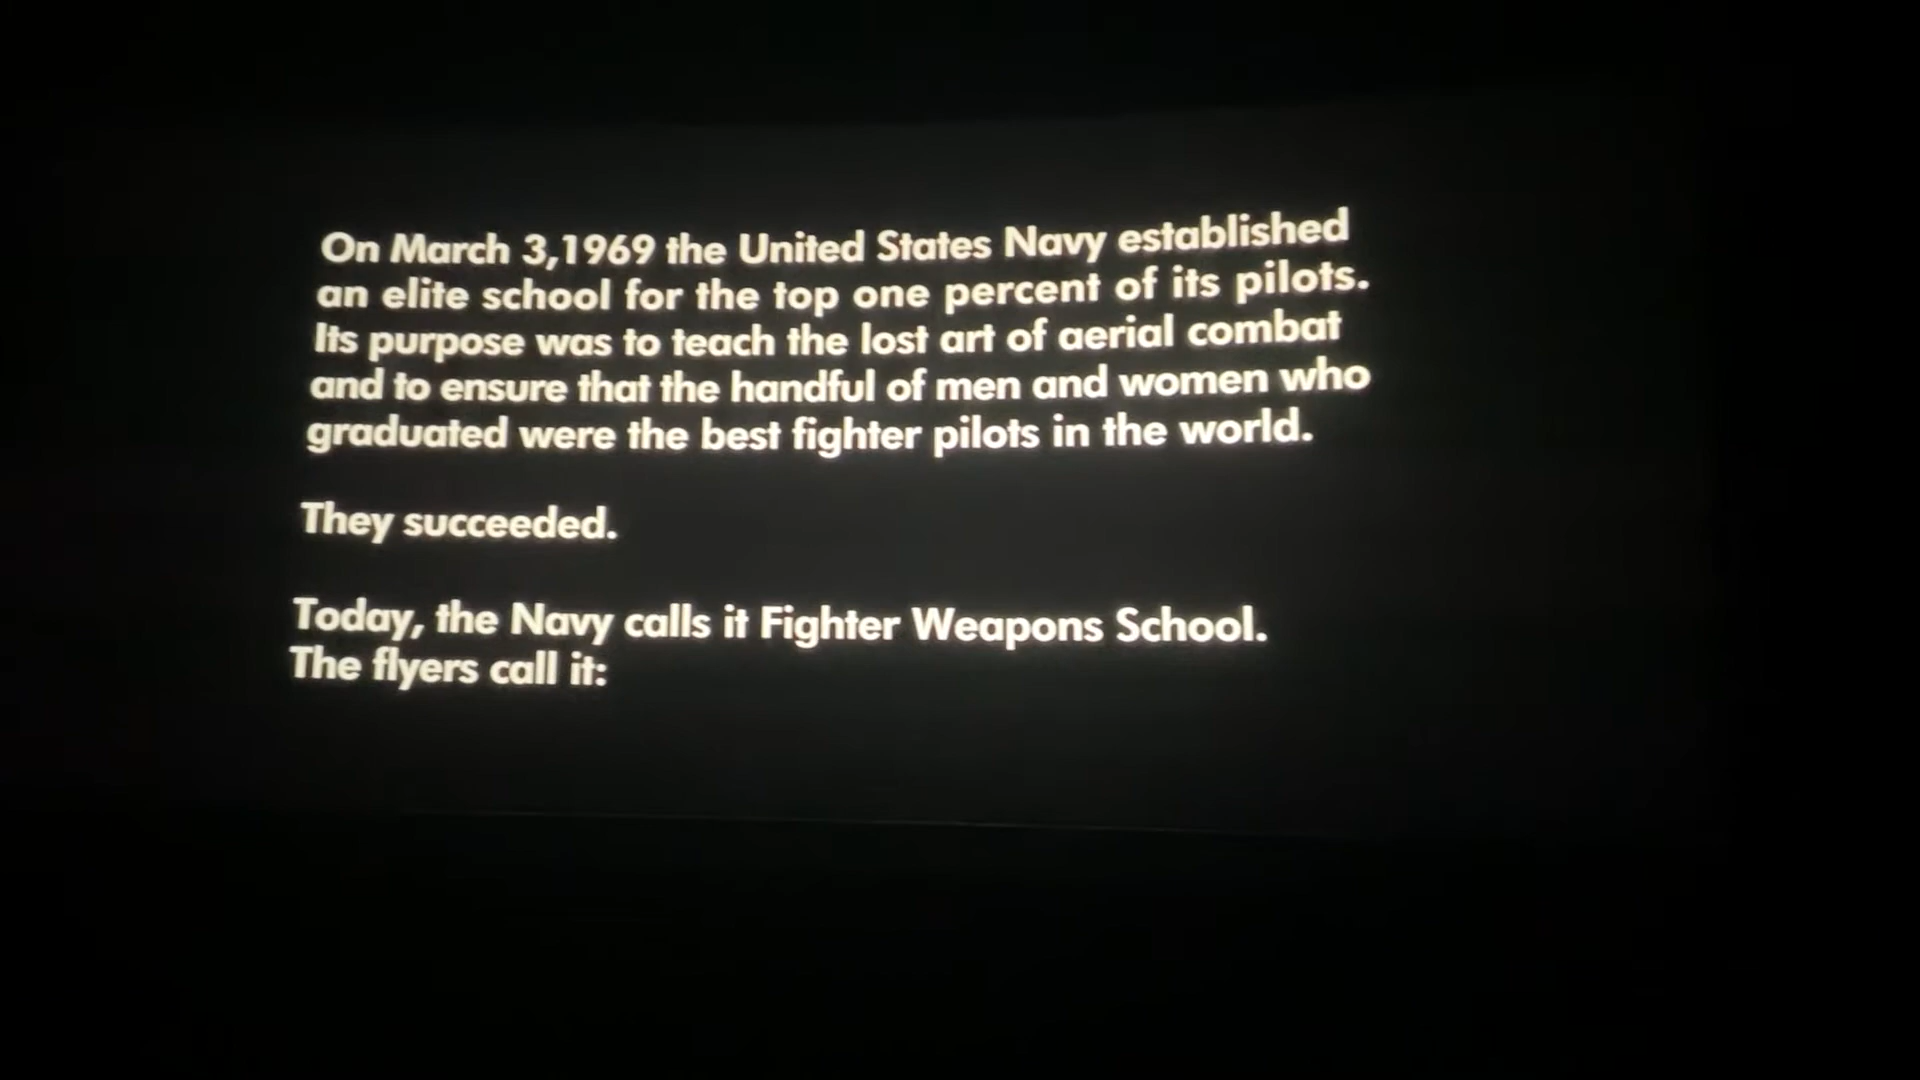 On March 3,1969 the United States Navy established
an elite school for the top one percent of its pilots.
Its purpose was to teach the lost art of aerial combat
and to ensure that the handful of men and women who
graduated were the best fighter pilots in the world.
They succeeded.
Today, the Navy calls it Fighter Weapons School.
The flyers call it: